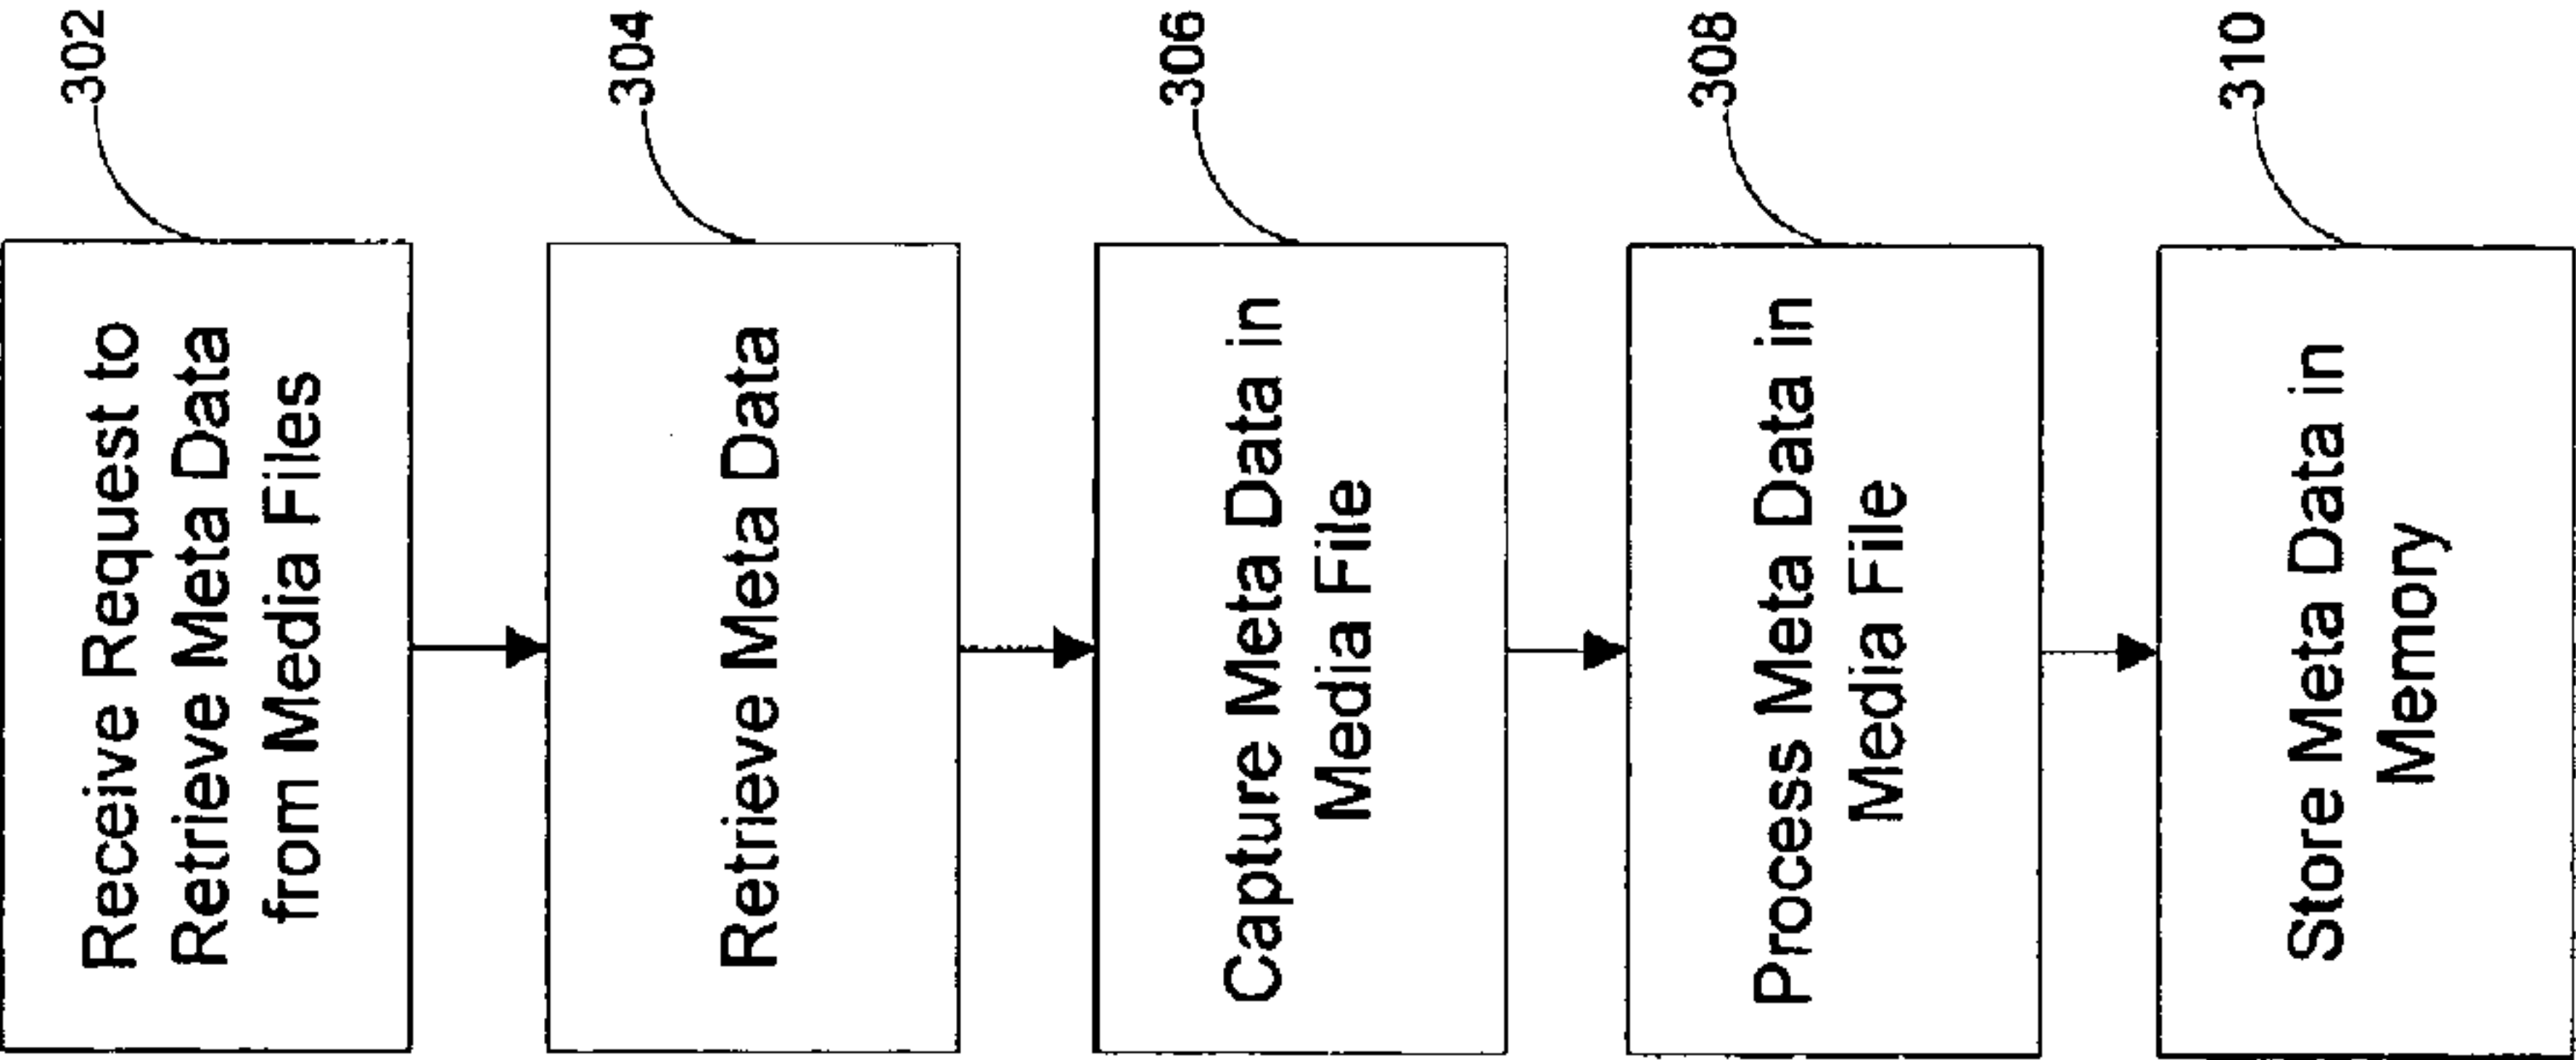 302
Receive Request to
Retrieve Meta Data
from Media Files
304
Retrieve Meta Data
306
Capture Meta Data in
Media File
308
Process Meta Data in
Media File
310
Store Meta Data in
Memory